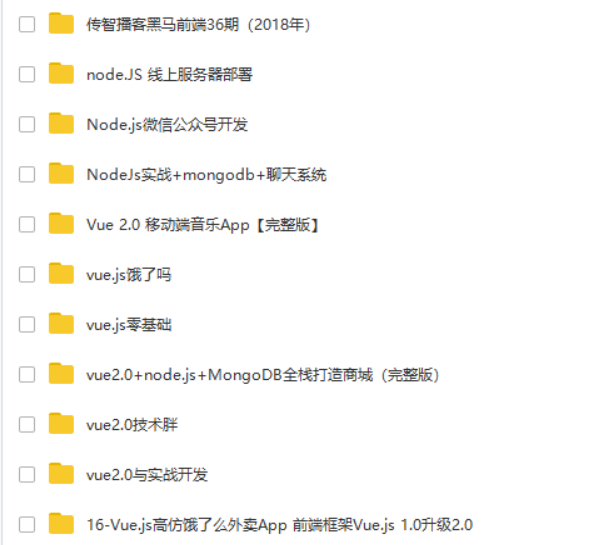 传智播客黑马前端36期（2018年）
node.JS 线上服务器部署
Node.js微信公众号开发
NodeJs实战+mongodb+聊天系统
Vue 2.0 移动端音乐App【完整版】
vue.js饿了吗
vue.js零基础
vue2.0+node.js+MongoDB全栈打造商城（完整版）
vue2.0技术胖
vue2.0与实战开发
16-Vue.js高仿饿了么外卖App 前端框架Vue.js 1.0升级2.0